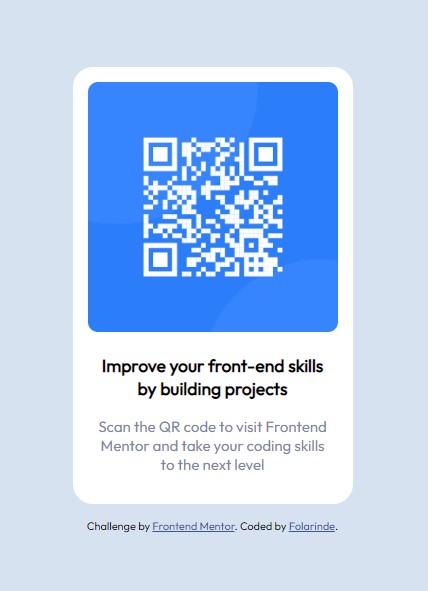 Improve your front-end skills
by building projects
Scan the QR code to visit Frontend
Mentor and take your coding skills
to the next level
Challenge by Frontend Mentor. Coded by Folarinde.